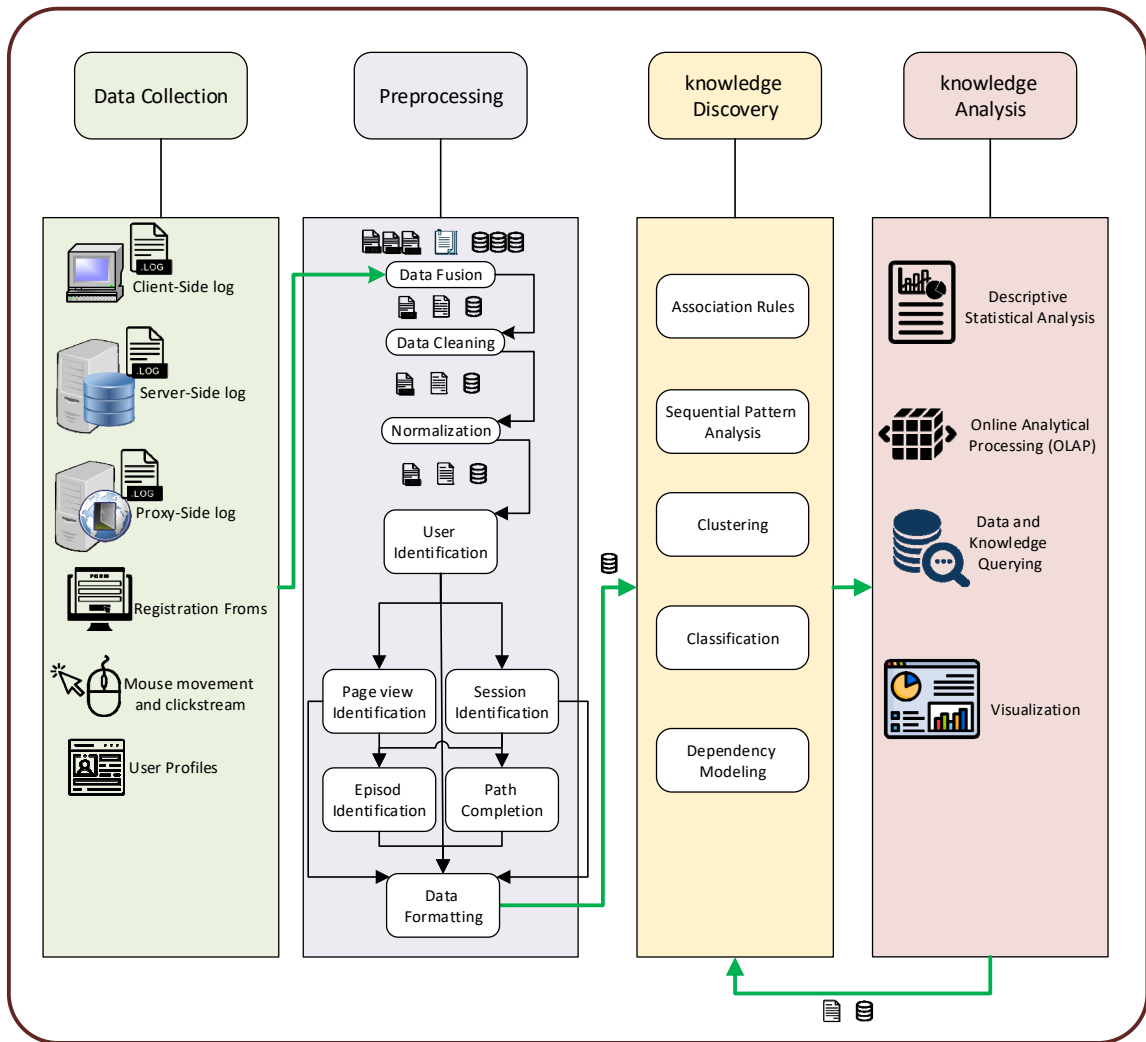 Data Collection
Preprocessing
knowledge
Discovery
knowledge
Analysis
.LOG
Client-Side log
.LOG
Server-Side log
.LOG
Proxy-Side log
FORM
Registration Froms
Mouse movement
and clickstream
User Profiles
Data Fusion
Data Cleaning
Normalization
User
Identification
Page view
Identification
Session
Identification
Episod
Identification
Path
Completion
Data
Formatting
Association Rules
Sequential Pattern
Analysis
Clustering
Classification
Dependency
Modeling
Descriptive
Statistical Analysis
Online Analytical
Processing (OLAP)
Data and
Knowledge
Querying
Visualization